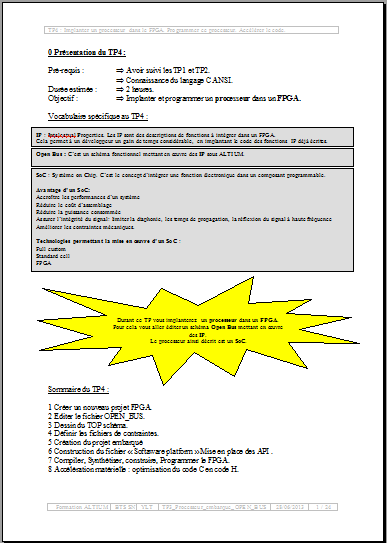 TP3 : Implanter un processeur dans le FPGA. Programmer ce processeur. Accélérer le code.
0 Présentation du TP4 :
Pré-requis : ⇒ Avoir suivi les TP1 et TP2.
⇒ Connaissance du langage C ANSI.
Durée estimée : ⇒ 2 heures.
Objectif : ⇒ Implanter et programmer un processeur dans un FPGA.
Vocabulaire spécifique au TP4 :
IP : Properties. Les IP sont des descriptions de fonctions à intégrer dans un FPGA.
Cela permet à un développeur un gain de temps considérable, en implantant le code des fonctions IP déjà écrites.
Open Bus : C'est un schéma fonctionnel mettant en œuvre des IP sous ALTIUM.
SoC : Système on Chip. C'est le concept d'intégrer une fonction électronique dans un composant programmable.
Avantage d'un SoC:
Accroître les performances d'un système
Réduire le coût d'assemblage
Réduire la puissance consommée
Assurer l'intégrité du signal: limiter la diaphonie, les temps de propagation, la réflexion du signal à haute fréquence
Améliorer les contraintes mécaniques.
Technologies permettant la mise en œuvre d'un SoC :
Full custom
Standard cell
FPGA
Durant ce TP vous implanterez un processeur dans un FPGA.
Pour cela vous allez éditer un schéma Open Bus mettant en œuvre
des IP.
Le processeur ainsi décrit est un SoC.
Sommaire du TP4 :
1 Créer un nouveau projet FPGA.
2 Editer le fichier OPEN_BUS.
3 Dessin du TOP schéma.
4 Définir les fichiers de contraintes.
5 Création du projet embarqué
6 Construction du fichier « Software platform » Mise en place des API .
7 Compiler, Synthétiser, construire, Programmer le FPGA.
8 Accélération matérielle : optimisation du code C en code H.
Formation ALTIUM BTS SN VLT TP3_Processeur_embarque_OPEN_BUS 1 / 26